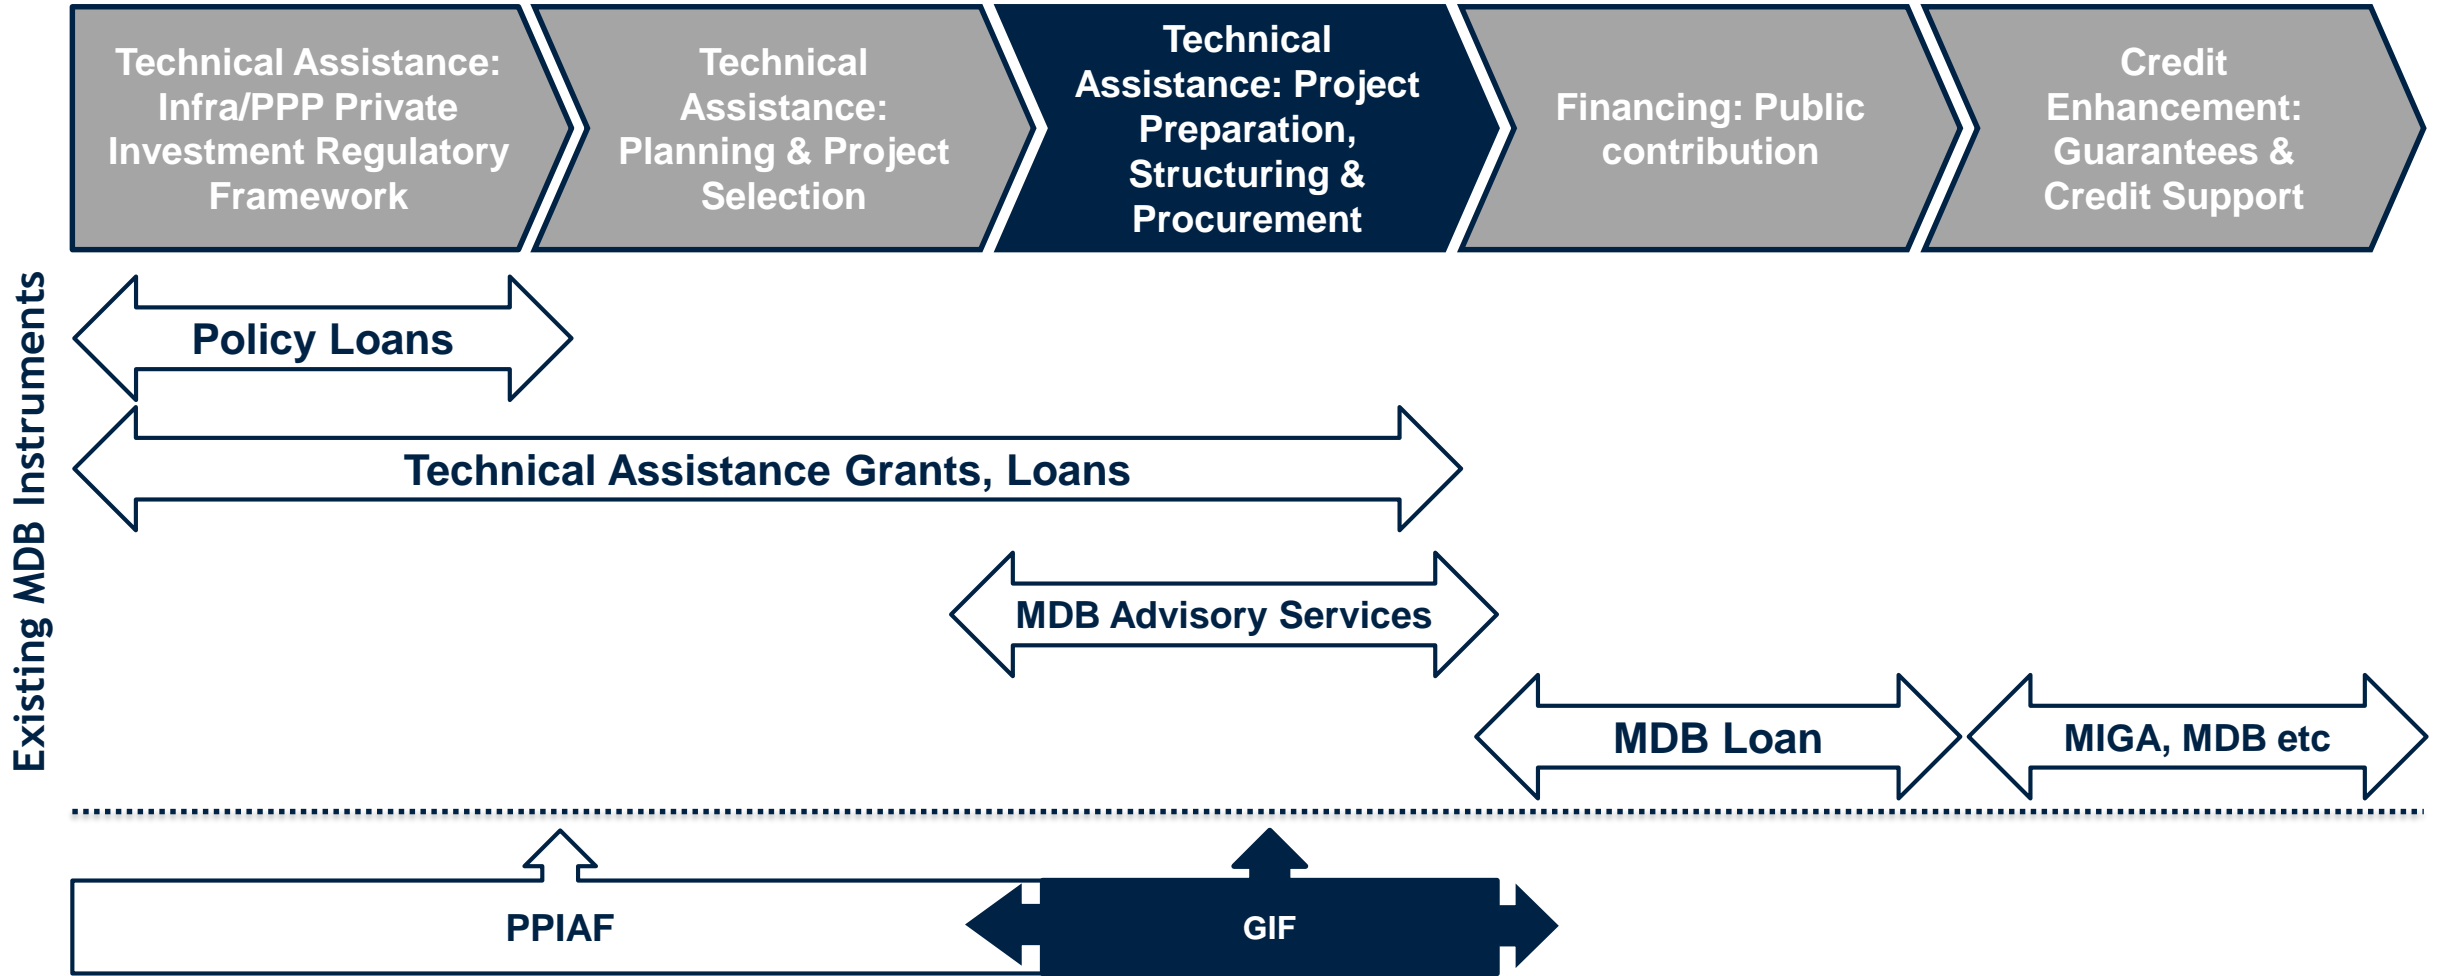 Technical Assistance:
Infra/PPP Private
Investment Regulatory
Framework
Technical
Assistance:
Planning & Project
Selection
Technical
Assistance: Project
Preparation,
Structuring &
Procurement
Financing: Public
contribution
Credit
Enhancement:
Guarantees &
Credit Support
Existing MDB Instruments
Policy Loans
Technical Assistance Grants, Loans
MDB Advisory Services
MDB Loan
MIGA, MDB etc
PPIAF
GIF